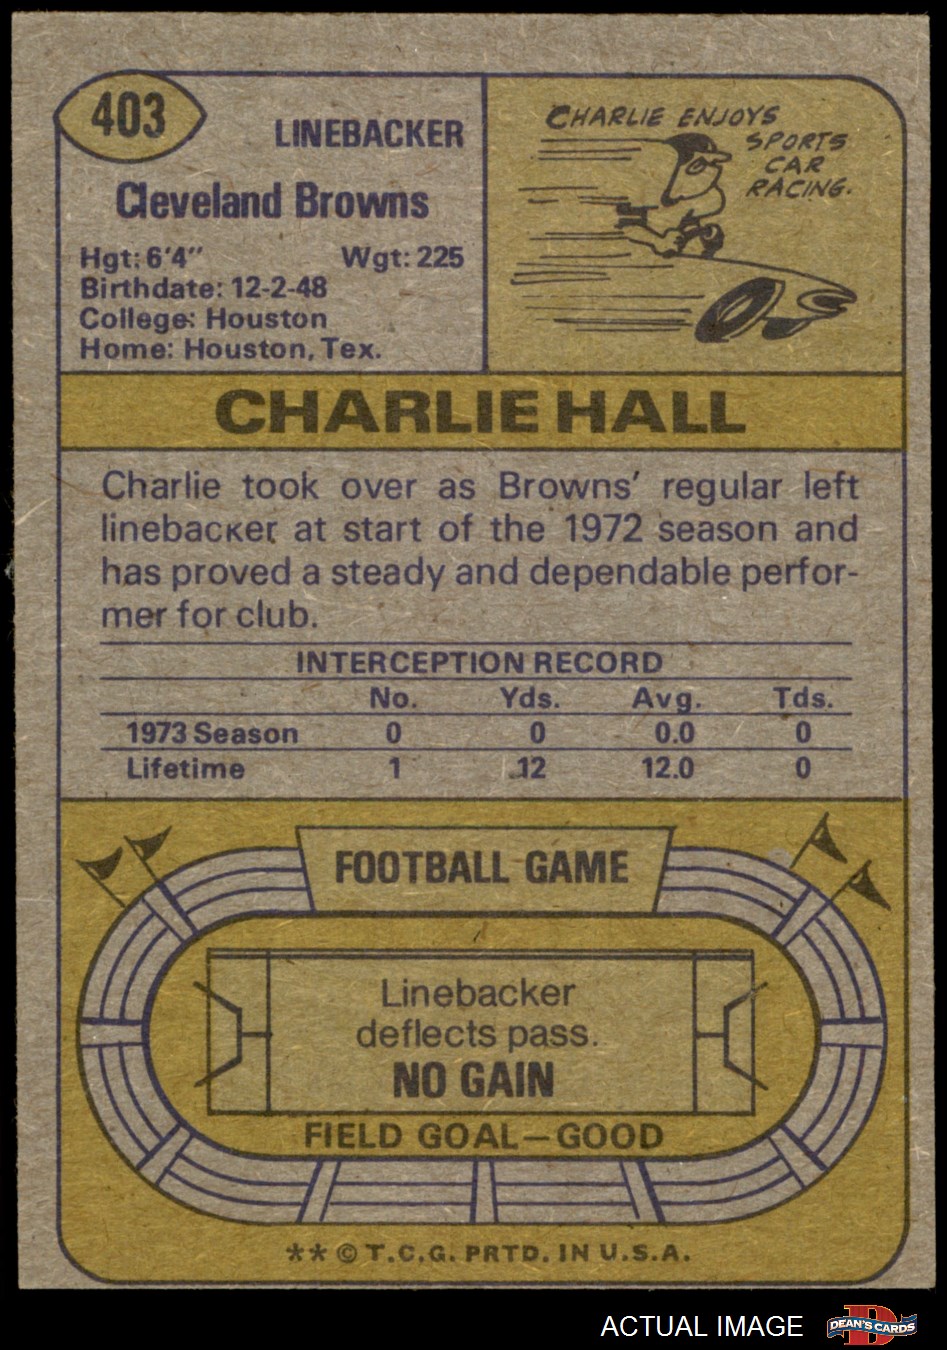 403
LINEBACKER
Cleveland Browns
Hgt: 6'4" Wgt: 225
Birthdate: 12-2-48
College: Houston
Home: Houston, Tex.
CHARLIE ENJOYS
SPORTS
CAR
RACING.
CHARLIE HALL
Charlie took over as Browns' regular left
linebacker at start of the 1972 season and
has proved a steady and dependable perfor-
mer for club.
INTERCEPTION RECORD
No. Yds. Avg. Tds.
1973 Season 0 0 0.0 0
Lifetime 1 12 12.0 0
FOOTBALL GAME
Linebacker
deflects pass.
NO GAIN
FIELD GOAL—GOOD
** © T.C.G. PRTD. IN U.S.A.
ACTUAL IMAGE
D
DEAN'S CARDS